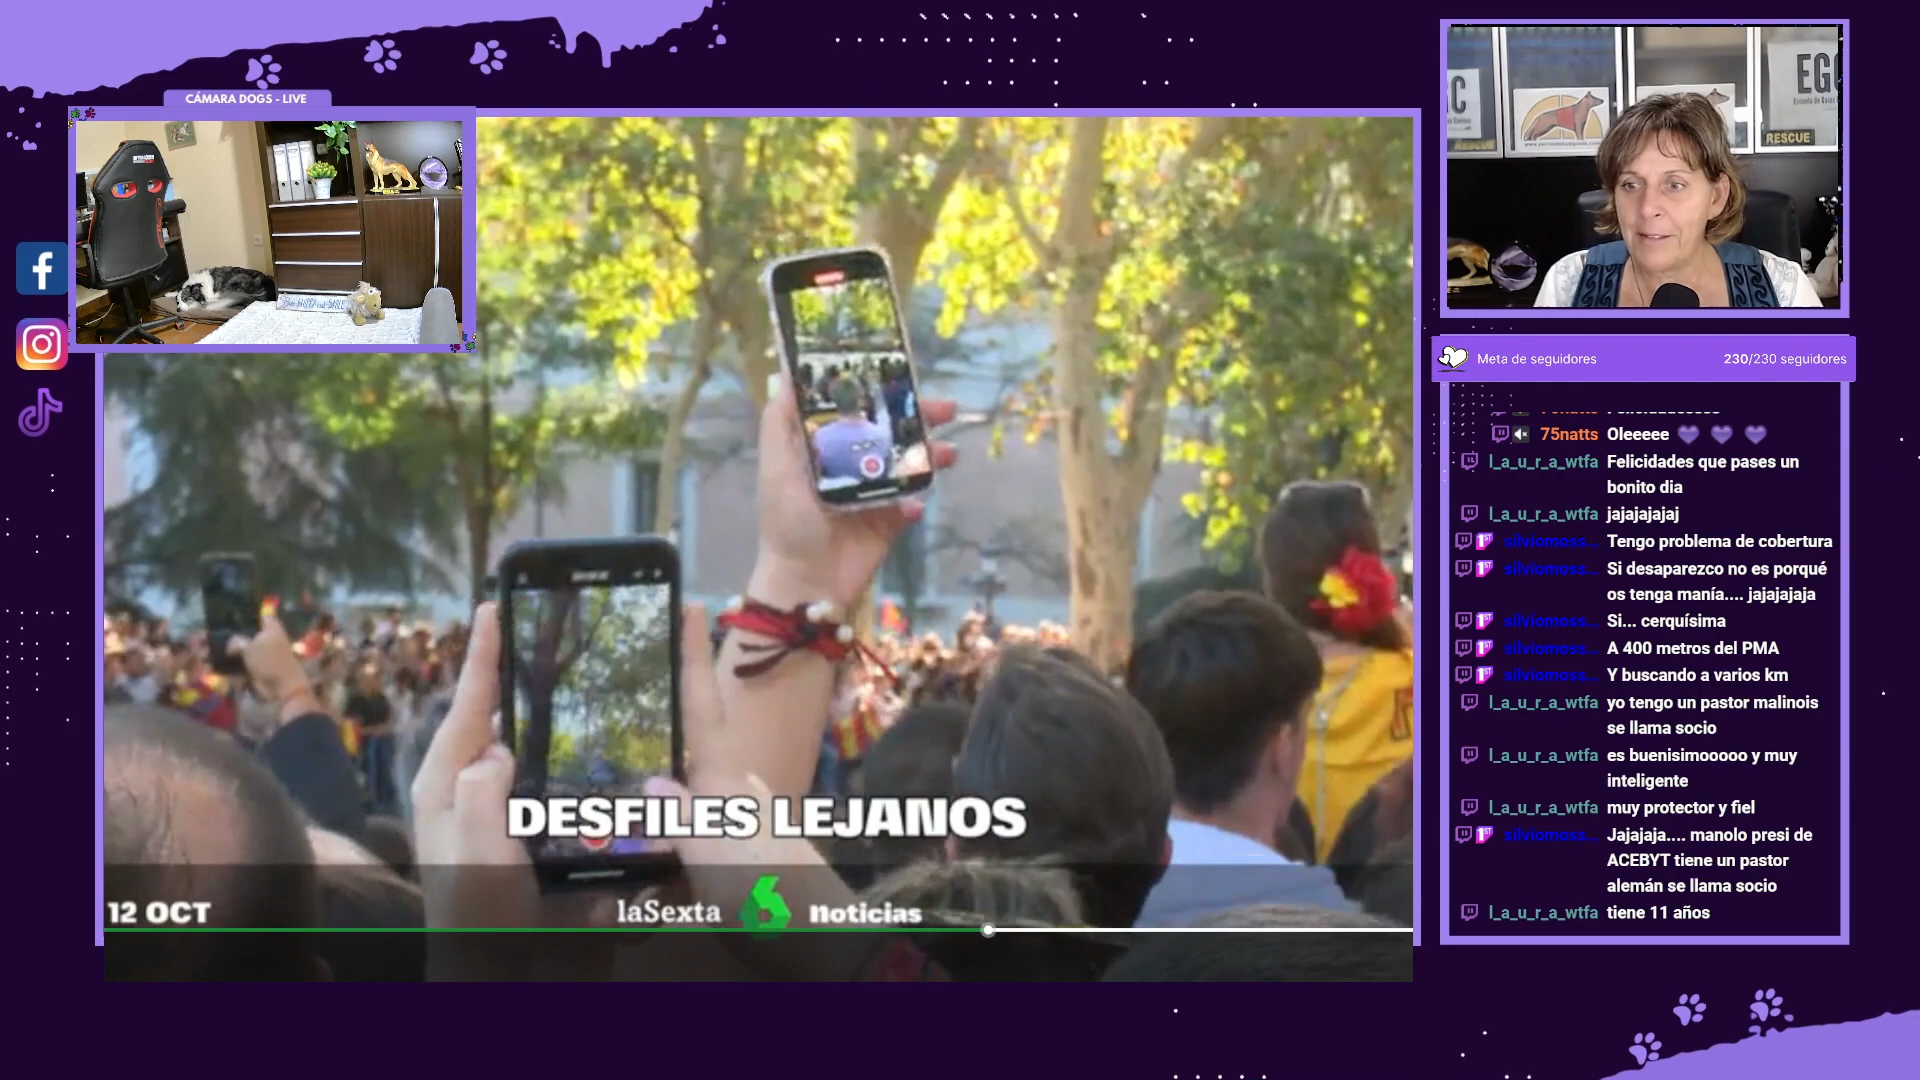 CÁMARA DOGS - LIVE
EGC
RESCUE
RESCUE
Meta de seguidores
230/230 seguidores
75natts Oleeeee
l_a_u_r_a_wtfa Felicidades que pases un
bonito dia
l_a_u_r_a_wtfa jajajajajaj
silviomoss... Tengo problema de cobertura
silviomoss... Si desaparezco no es porqué
os tenga manía.... jajajajaja
silviomoss... Si... cerquísima
silviomoss... A 400 metros del PMA
silviomoss... Y buscando a varios km
l_a_u_r_a_wtfa yo tengo un pastor malinois
se llama socio
l_a_u_r_a_wtfa es buenisimooooo y muy
inteligente
l_a_u_r_a_wtfa muy protector y fiel
silviomoss... Jajajaja.... manolo presi de
ACEBYT tiene un pastor
alemán se llama socio
l_a_u_r_a_wtfa tiene 11 años
DESFILES LEJANOS
12 OCT
laSexta 6 noticias